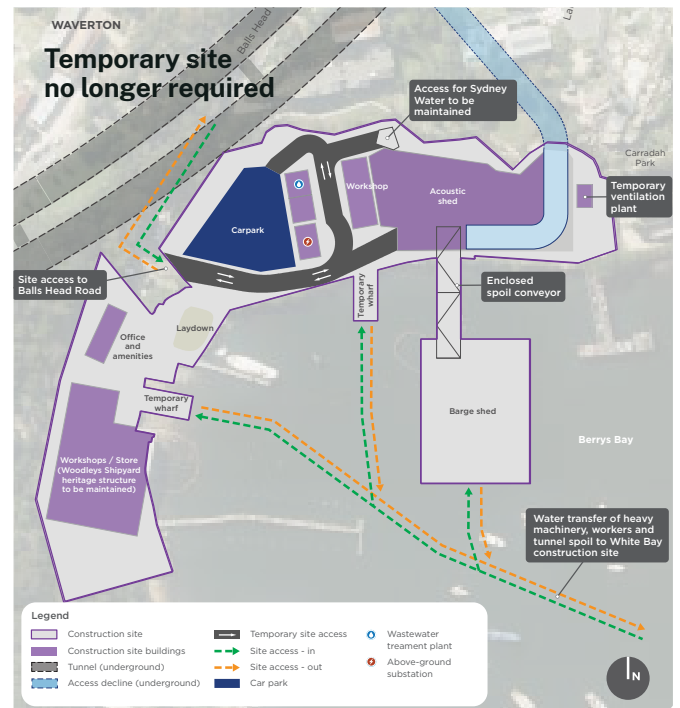 WAVERTON
Temporary site
no longer required
Balls Head
La
Access for Sydney
Water to be
maintained
Carradah
Park
Temporary
ventilation
plant
Workshop
Acoustic
shed
Carpark
Site access to
Balls Head Road
Enclosed
spoil conveyor
Temporary
wharf
Laydown
Office
and
amenities
Temporary
wharf
Barge shed
Berrys Bay
Workshops / Store
(Woodleys Shipyard
heritage structure
to be maintained)
Water transfer of heavy
machinery, workers and
tunnel spoil to White Bay
construction site
Legend
Construction site
Construction site buildings
Tunnel (underground)
Access decline (underground)
Temporary site access
Site access - in
Site access - out
Car park
Wastewater
treament plant
Above-ground
substation
N